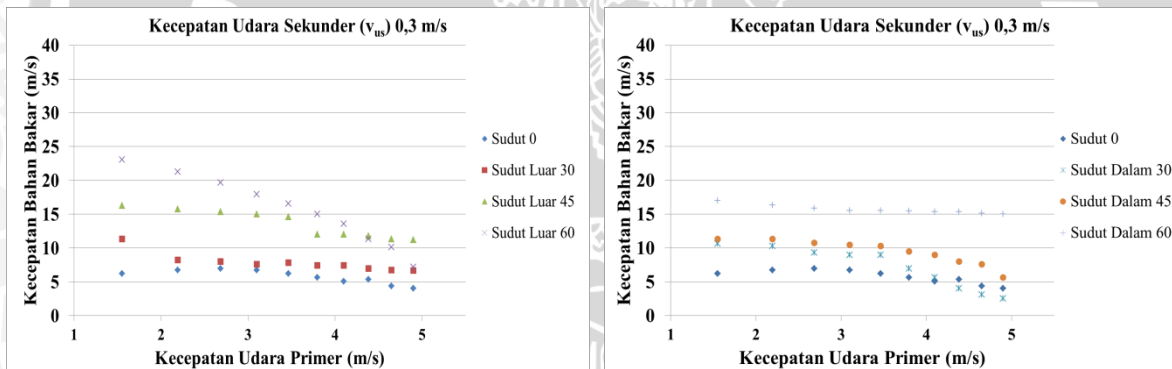 Kecepatan Udara Sekunder (vus) 0,3 m/s
40
35
30
25
20
15
10
5
0
Kecepatan Bahan Bakar (m/s)
1 2 3 4 5
Kecepatan Udara Primer (m/s)
Sudut 0
Sudut Luar 30
Sudut Luar 45
Sudut Luar 60
Kecepatan Udara Sekunder (vus) 0,3 m/s
40
35
30
25
20
15
10
5
0
Kecepatan Bahan Bakar (m/s)
1 2 3 4 5
Kecepatan Udara Primer (m/s)
Sudut 0
Sudut Dalam 30
Sudut Dalam 45
Sudut Dalam 60